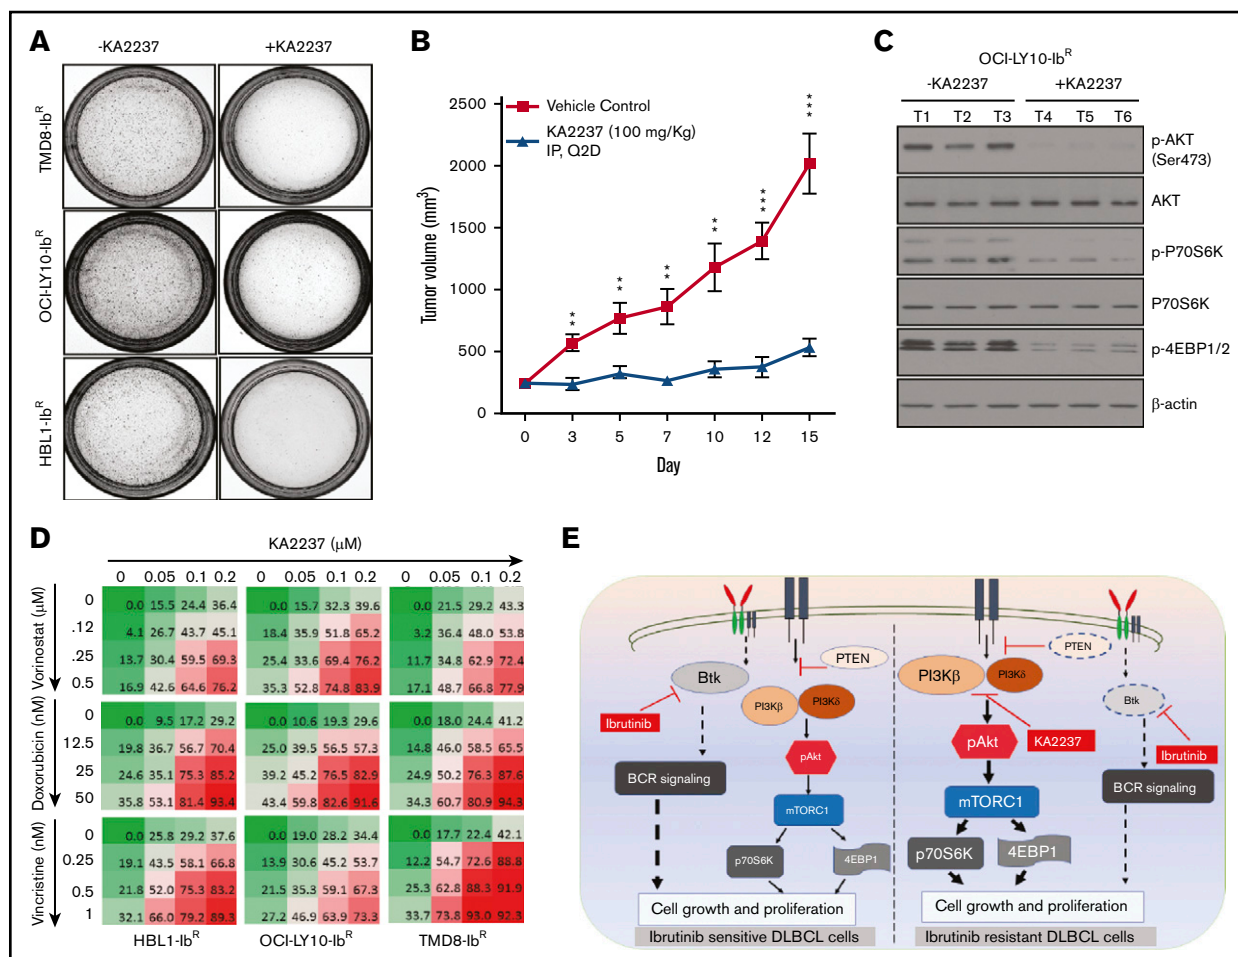 A
-KA2237 +KA2237
TMD8-Ib^R
OCI-LY10-Ib^R
HBL1-Ib^R
B
Vehicle Control
KA2237 (100 mg/Kg)
IP, Q2D
Tumor volume (mm³)
2500
2000
1500
1000
500
0
** ** ** ** *** ***
0 3 5 7 10 12 15
Day
C
OCI-LY10-Ib^R
-KA2237 +KA2237
T1 T2 T3 T4 T5 T6
p-AKT
(Ser473)
AKT
p-P70S6K
P70S6K
p-4EBP1/2
β-actin
D
KA2237 (μM)
0 0.05 0.1 0.2 0 0.05 0.1 0.2 0 0.05 0.1 0.2
Vorinostat (μM)
0 0.0 15.5 24.4 36.4 0.0 15.7 32.3 39.6 0.0 21.5 29.2 43.3
.12 4.1 26.7 43.7 45.1 18.4 35.9 51.8 65.2 3.2 36.4 48.0 53.8
.25 13.7 30.4 59.5 69.3 25.4 33.6 69.4 76.2 11.7 34.8 62.9 72.4
0.5 16.9 42.6 64.6 76.2 35.3 52.8 74.8 83.9 17.1 48.7 66.8 77.9
Doxorubicin (nM)
0 0.0 9.5 17.2 29.2 0.0 10.6 19.3 29.6 0.0 18.0 24.4 41.2
12.5 19.8 36.7 56.7 70.4 25.0 39.5 56.5 57.3 14.8 46.0 58.5 65.5
25 24.6 35.1 75.3 85.2 39.2 45.2 76.5 82.9 24.9 50.2 76.3 87.6
50 35.8 53.1 81.4 93.4 43.4 59.8 82.6 91.6 34.3 60.7 80.9 94.3
Vincristine (nM)
0 0.0 25.8 29.2 37.6 0.0 19.0 28.2 34.4 0.0 17.7 22.4 42.1
0.25 19.1 43.5 58.1 66.8 13.9 30.6 45.2 53.7 12.2 54.7 72.6 88.8
0.5 21.8 52.0 75.3 83.2 21.5 35.3 59.1 67.3 25.3 62.8 88.3 91.9
1 32.1 66.0 79.2 89.3 27.2 46.9 63.9 73.3 33.7 73.8 93.0 92.3
HBL1-Ib^R OCI-LY10-Ib^R TMD8-Ib^R
E
Btk
Ibrutinib
BCR signaling
PTEN
PI3Kβ
PI3Kδ
pAkt
mTORC1
p70S6K
4EBP1
Cell growth and proliferation
Ibrutinib sensitive DLBCL cells
PTEN
PI3Kβ
PI3Kδ
pAkt
KA2237
Btk
Ibrutinib
mTORC1
BCR signaling
p70S6K
4EBP1
Cell growth and proliferation
Ibrutinib resistant DLBCL cells